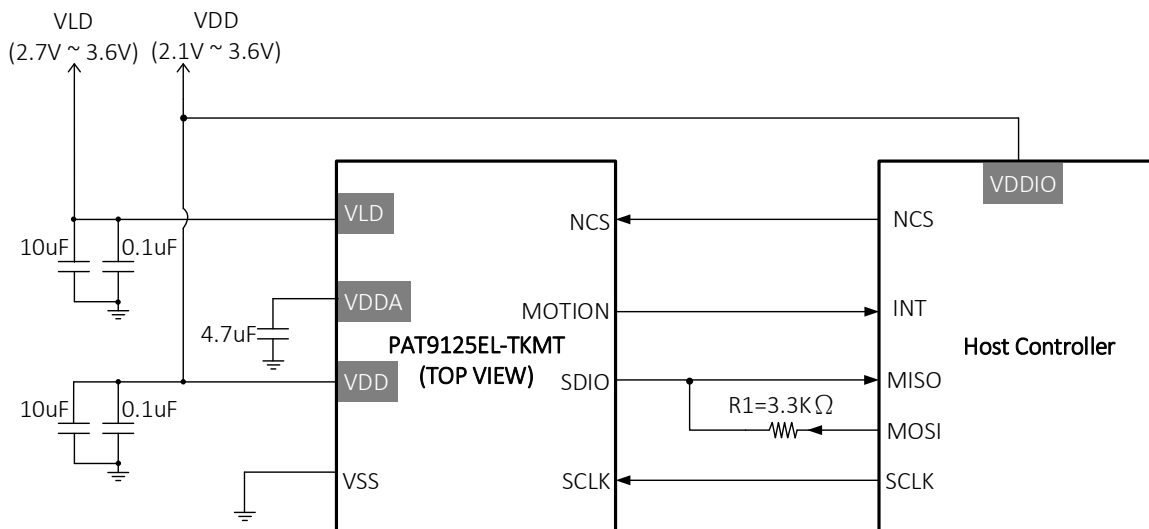 VLD
(2.7V ~ 3.6V)
VDD
(2.1V ~ 3.6V)
VDDIO
VLD
NCS
NCS
10uF
0.1uF
VDDA
MOTION
INT
4.7uF
PAT9125EL-TKMT
(TOP VIEW)
Host Controller
VDD
SDIO
MISO
10uF
0.1uF
R1=3.3KΩ
MOSI
VSS
SCLK
SCLK